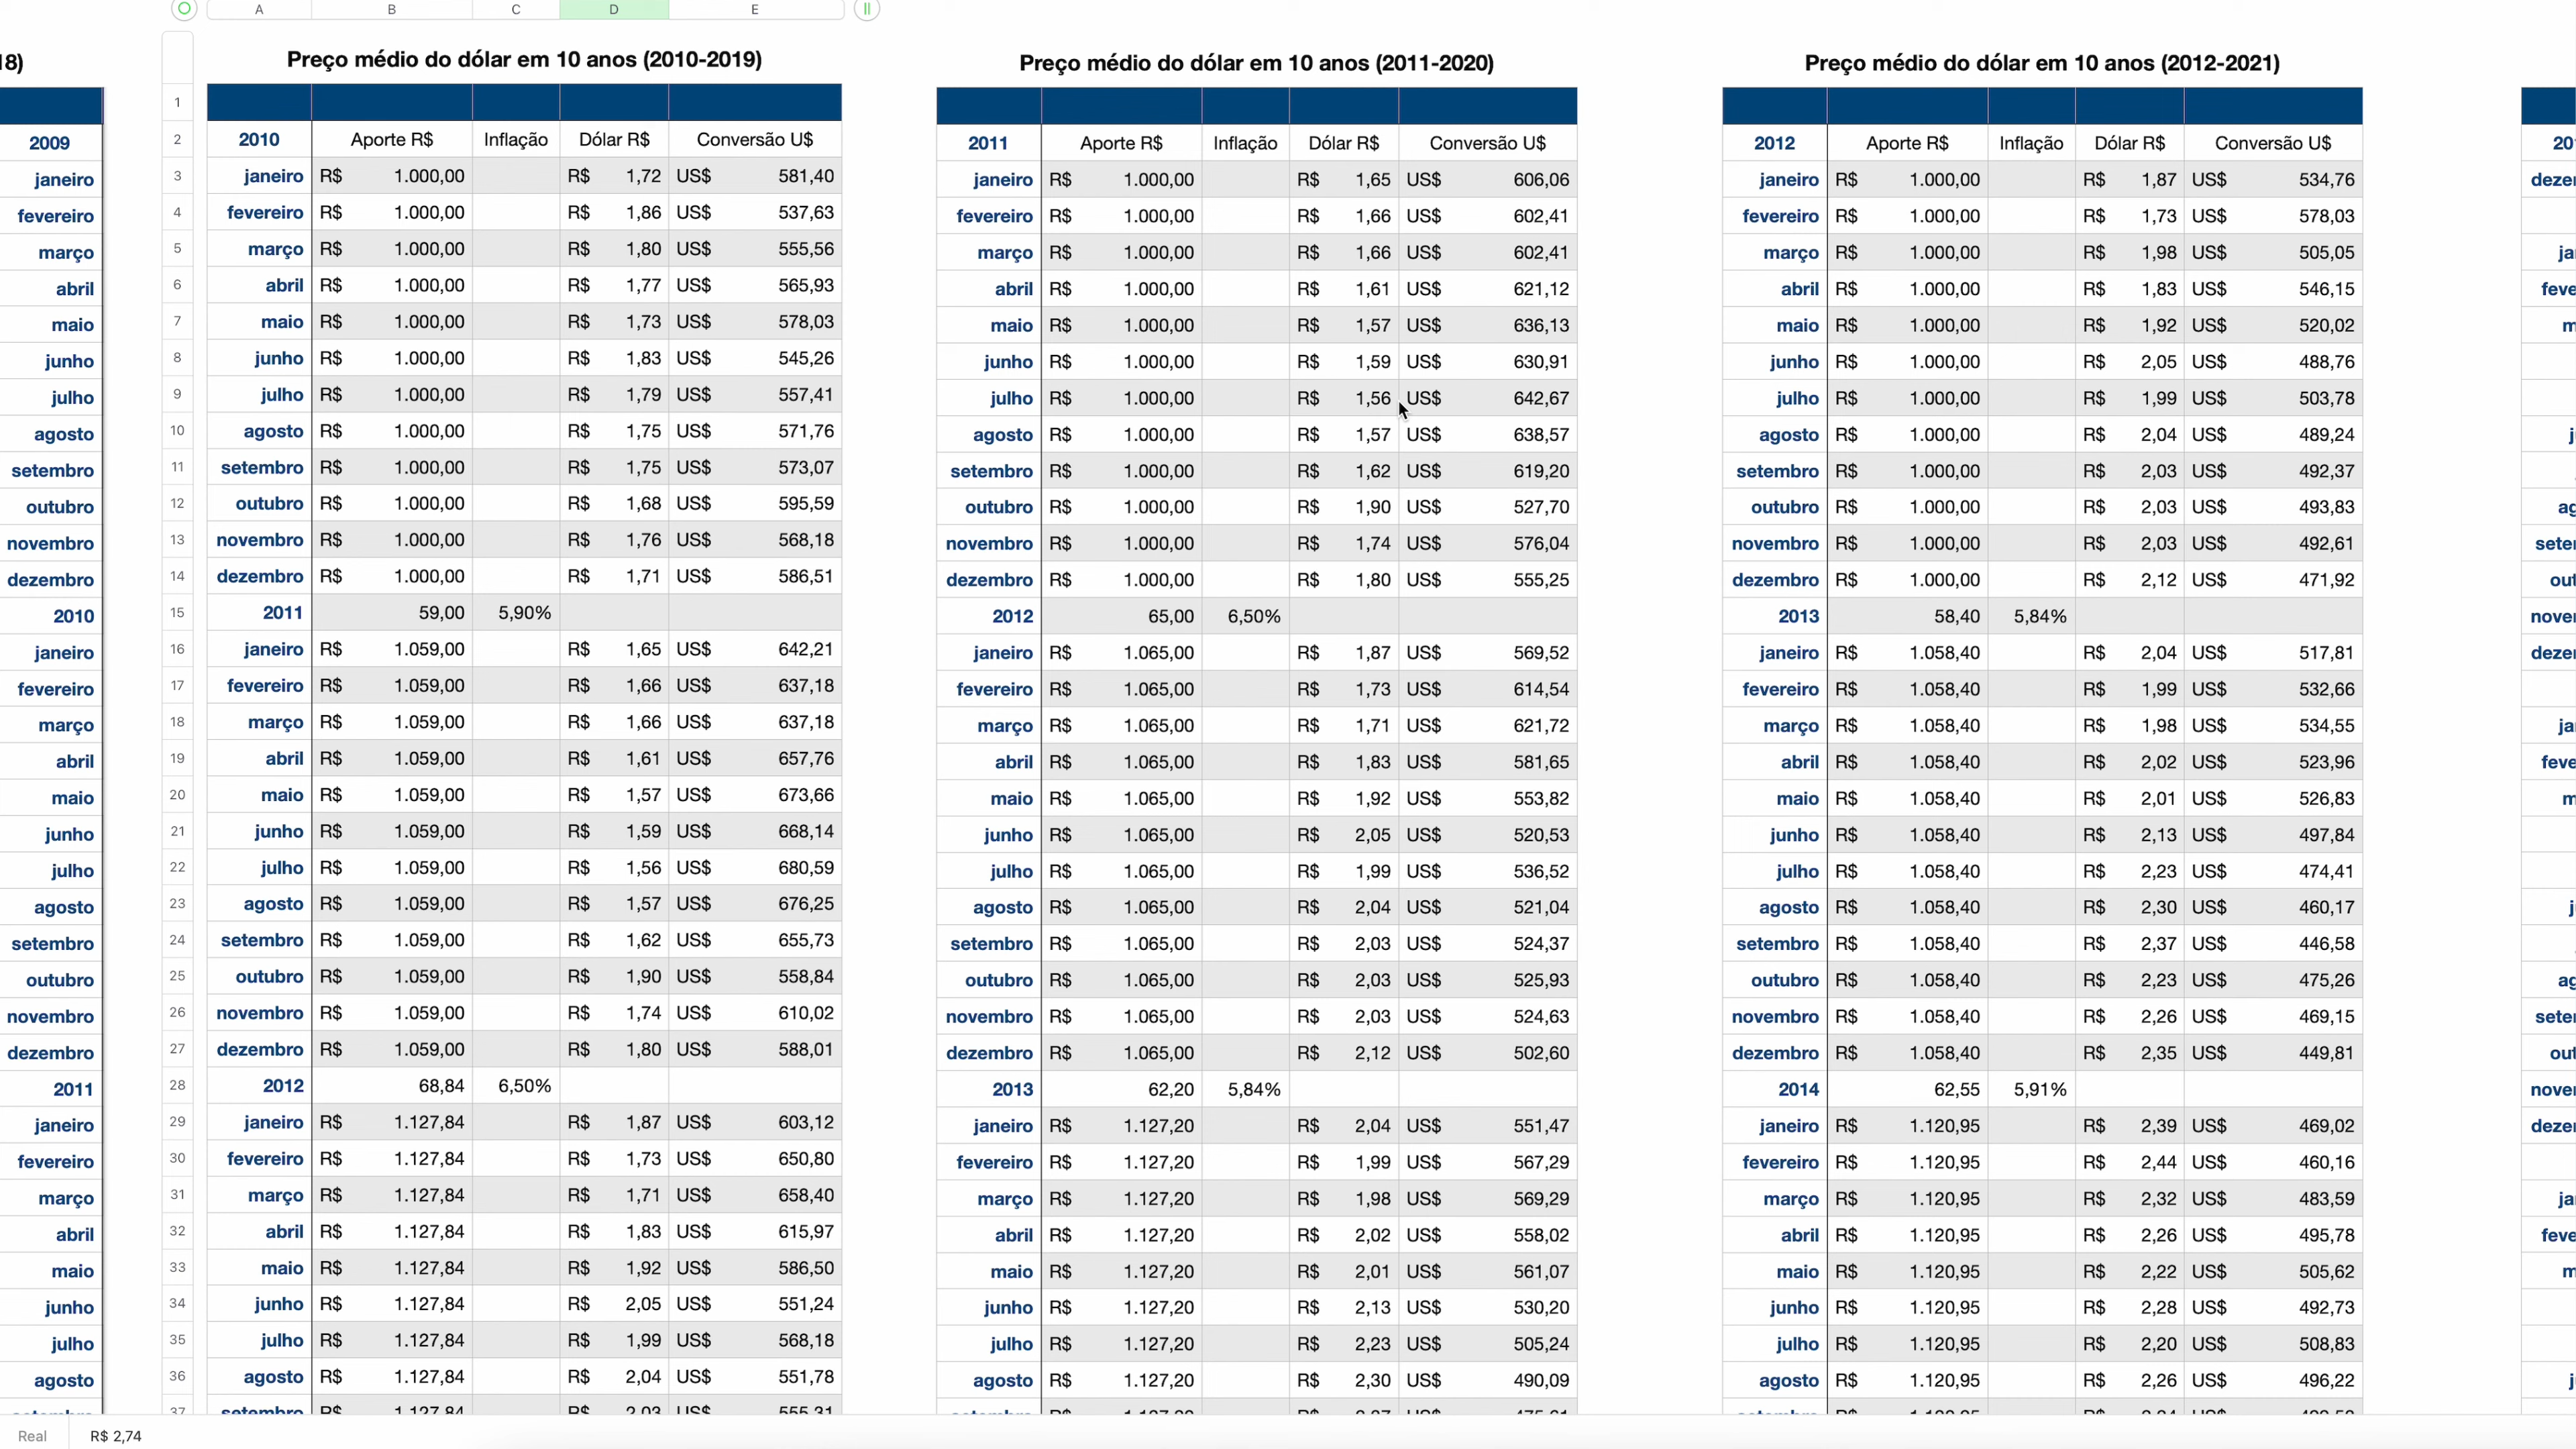 A B C D E
18)
2009
janeiro
fevereiro
março
abril
maio
junho
julho
agosto
setembro
outubro
novembro
dezembro
2010
janeiro
fevereiro
março
abril
maio
junho
julho
agosto
setembro
outubro
novembro
dezembro
2011
janeiro
fevereiro
março
abril
maio
junho
julho
agosto
Preço médio do dólar em 10 anos (2010-2019)
1
2 2010 Aporte R$ Inflação Dólar R$ Conversão U$
3 janeiro R$ 1.000,00 R$ 1,72 US$ 581,40
4 fevereiro R$ 1.000,00 R$ 1,86 US$ 537,63
5 março R$ 1.000,00 R$ 1,80 US$ 555,56
6 abril R$ 1.000,00 R$ 1,77 US$ 565,93
7 maio R$ 1.000,00 R$ 1,73 US$ 578,03
8 junho R$ 1.000,00 R$ 1,83 US$ 545,26
9 julho R$ 1.000,00 R$ 1,79 US$ 557,41
10 agosto R$ 1.000,00 R$ 1,75 US$ 571,76
11 setembro R$ 1.000,00 R$ 1,75 US$ 573,07
12 outubro R$ 1.000,00 R$ 1,68 US$ 595,59
13 novembro R$ 1.000,00 R$ 1,76 US$ 568,18
14 dezembro R$ 1.000,00 R$ 1,71 US$ 586,51
15 2011 59,00 5,90%
16 janeiro R$ 1.059,00 R$ 1,65 US$ 642,21
17 fevereiro R$ 1.059,00 R$ 1,66 US$ 637,18
18 março R$ 1.059,00 R$ 1,66 US$ 637,18
19 abril R$ 1.059,00 R$ 1,61 US$ 657,76
20 maio R$ 1.059,00 R$ 1,57 US$ 673,66
21 junho R$ 1.059,00 R$ 1,59 US$ 668,14
22 julho R$ 1.059,00 R$ 1,56 US$ 680,59
23 agosto R$ 1.059,00 R$ 1,57 US$ 676,25
24 setembro R$ 1.059,00 R$ 1,62 US$ 655,73
25 outubro R$ 1.059,00 R$ 1,90 US$ 558,84
26 novembro R$ 1.059,00 R$ 1,74 US$ 610,02
27 dezembro R$ 1.059,00 R$ 1,80 US$ 588,01
28 2012 68,84 6,50%
29 janeiro R$ 1.127,84 R$ 1,87 US$ 603,12
30 fevereiro R$ 1.127,84 R$ 1,73 US$ 650,80
31 março R$ 1.127,84 R$ 1,71 US$ 658,40
32 abril R$ 1.127,84 R$ 1,83 US$ 615,97
33 maio R$ 1.127,84 R$ 1,92 US$ 586,50
34 junho R$ 1.127,84 R$ 2,05 US$ 551,24
35 julho R$ 1.127,84 R$ 1,99 US$ 568,18
36 agosto R$ 1.127,84 R$ 2,04 US$ 551,78
37 setembro R$ 1.127,84 R$ 2,03 US$ 555,31
Preço médio do dólar em 10 anos (2011-2020)
2011 Aporte R$ Inflação Dólar R$ Conversão U$
janeiro R$ 1.000,00 R$ 1,65 US$ 606,06
fevereiro R$ 1.000,00 R$ 1,66 US$ 602,41
março R$ 1.000,00 R$ 1,66 US$ 602,41
abril R$ 1.000,00 R$ 1,61 US$ 621,12
maio R$ 1.000,00 R$ 1,57 US$ 636,13
junho R$ 1.000,00 R$ 1,59 US$ 630,91
julho R$ 1.000,00 R$ 1,56 US$ 642,67
agosto R$ 1.000,00 R$ 1,57 US$ 638,57
setembro R$ 1.000,00 R$ 1,62 US$ 619,20
outubro R$ 1.000,00 R$ 1,90 US$ 527,70
novembro R$ 1.000,00 R$ 1,74 US$ 576,04
dezembro R$ 1.000,00 R$ 1,80 US$ 555,25
2012 65,00 6,50%
janeiro R$ 1.065,00 R$ 1,87 US$ 569,52
fevereiro R$ 1.065,00 R$ 1,73 US$ 614,54
março R$ 1.065,00 R$ 1,71 US$ 621,72
abril R$ 1.065,00 R$ 1,83 US$ 581,65
maio R$ 1.065,00 R$ 1,92 US$ 553,82
junho R$ 1.065,00 R$ 2,05 US$ 520,53
julho R$ 1.065,00 R$ 1,99 US$ 536,52
agosto R$ 1.065,00 R$ 2,04 US$ 521,04
setembro R$ 1.065,00 R$ 2,03 US$ 524,37
outubro R$ 1.065,00 R$ 2,03 US$ 525,93
novembro R$ 1.065,00 R$ 2,03 US$ 524,63
dezembro R$ 1.065,00 R$ 2,12 US$ 502,60
2013 62,20 5,84%
janeiro R$ 1.127,20 R$ 2,04 US$ 551,47
fevereiro R$ 1.127,20 R$ 1,99 US$ 567,29
março R$ 1.127,20 R$ 1,98 US$ 569,29
abril R$ 1.127,20 R$ 2,02 US$ 558,02
maio R$ 1.127,20 R$ 2,01 US$ 561,07
junho R$ 1.127,20 R$ 2,13 US$ 530,20
julho R$ 1.127,20 R$ 2,23 US$ 505,24
agosto R$ 1.127,20 R$ 2,30 US$ 490,09
Preço médio do dólar em 10 anos (2012-2021)
2012 Aporte R$ Inflação Dólar R$ Conversão U$
janeiro R$ 1.000,00 R$ 1,87 US$ 534,76
fevereiro R$ 1.000,00 R$ 1,73 US$ 578,03
março R$ 1.000,00 R$ 1,98 US$ 505,05
abril R$ 1.000,00 R$ 1,83 US$ 546,15
maio R$ 1.000,00 R$ 1,92 US$ 520,02
junho R$ 1.000,00 R$ 2,05 US$ 488,76
julho R$ 1.000,00 R$ 1,99 US$ 503,78
agosto R$ 1.000,00 R$ 2,04 US$ 489,24
setembro R$ 1.000,00 R$ 2,03 US$ 492,37
outubro R$ 1.000,00 R$ 2,03 US$ 493,83
novembro R$ 1.000,00 R$ 2,03 US$ 492,61
dezembro R$ 1.000,00 R$ 2,12 US$ 471,92
2013 58,40 5,84%
janeiro R$ 1.058,40 R$ 2,04 US$ 517,81
fevereiro R$ 1.058,40 R$ 1,99 US$ 532,66
março R$ 1.058,40 R$ 1,98 US$ 534,55
abril R$ 1.058,40 R$ 2,02 US$ 523,96
maio R$ 1.058,40 R$ 2,01 US$ 526,83
junho R$ 1.058,40 R$ 2,13 US$ 497,84
julho R$ 1.058,40 R$ 2,23 US$ 474,41
agosto R$ 1.058,40 R$ 2,30 US$ 460,17
setembro R$ 1.058,40 R$ 2,37 US$ 446,58
outubro R$ 1.058,40 R$ 2,23 US$ 475,26
novembro R$ 1.058,40 R$ 2,26 US$ 469,15
dezembro R$ 1.058,40 R$ 2,35 US$ 449,81
2014 62,55 5,91%
janeiro R$ 1.120,95 R$ 2,39 US$ 469,02
fevereiro R$ 1.120,95 R$ 2,44 US$ 460,16
março R$ 1.120,95 R$ 2,32 US$ 483,59
abril R$ 1.120,95 R$ 2,26 US$ 495,78
maio R$ 1.120,95 R$ 2,22 US$ 505,62
junho R$ 1.120,95 R$ 2,28 US$ 492,73
julho R$ 1.120,95 R$ 2,20 US$ 508,83
agosto R$ 1.120,95 R$ 2,26 US$ 496,22
Real R$ 2,74